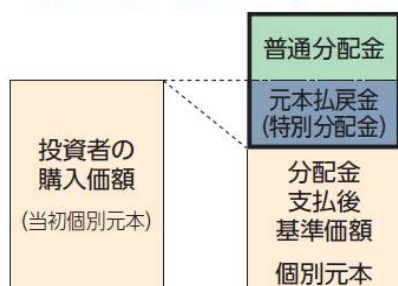 普通分配金
元本払戻金
(特別分配金)
投資者の
購入価額
(当初個別元本)
分配金
支払後
基準価額
個別元本